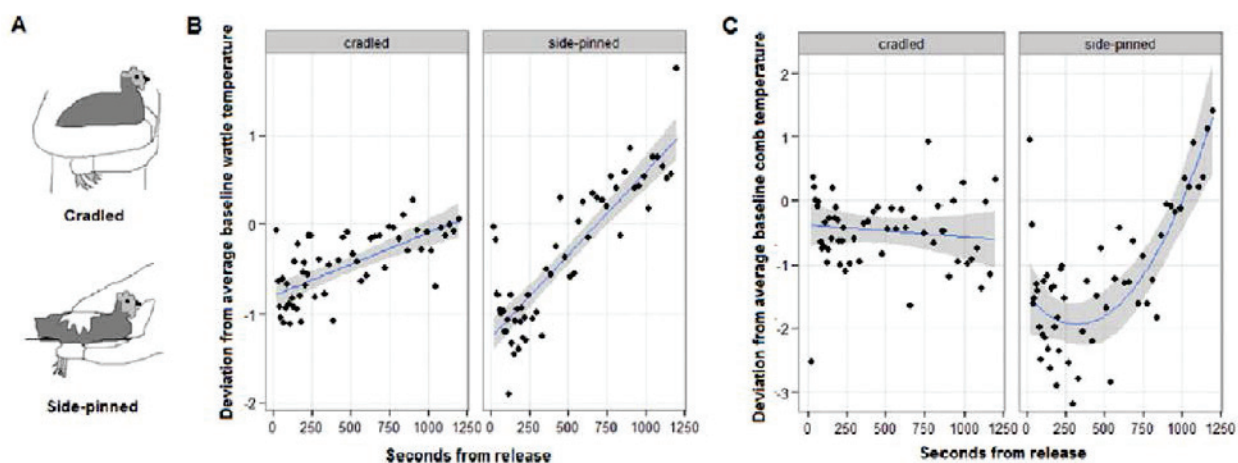 A
Cradled
Side-pinned
B
Deviation from average baseline wattle temperature
cradled
side-pinned
1
0
-1
-2
0 250 500 750 1000 1250 0 250 500 750 1000 1250
Seconds from release
C
Deviation from average baseline comb temperature
cradled
side-pinned
2
1
0
-1
-2
-3
0 250 500 750 1000 1250 0 250 500 750 1000 1250
Seconds from release